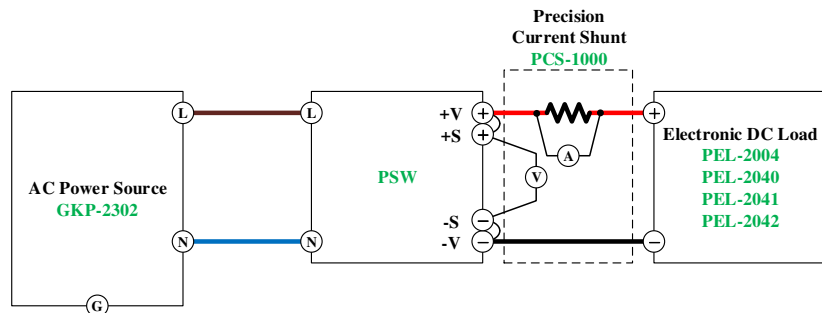 Precision
Current Shunt
PCS-1000
L
L
+V
+
+
+S
+
A
Electronic DC Load
PEL-2004
PEL-2040
PEL-2041
PEL-2042
AC Power Source
GKP-2302
PSW
V
-S
−
N
N
-V
−
−
G